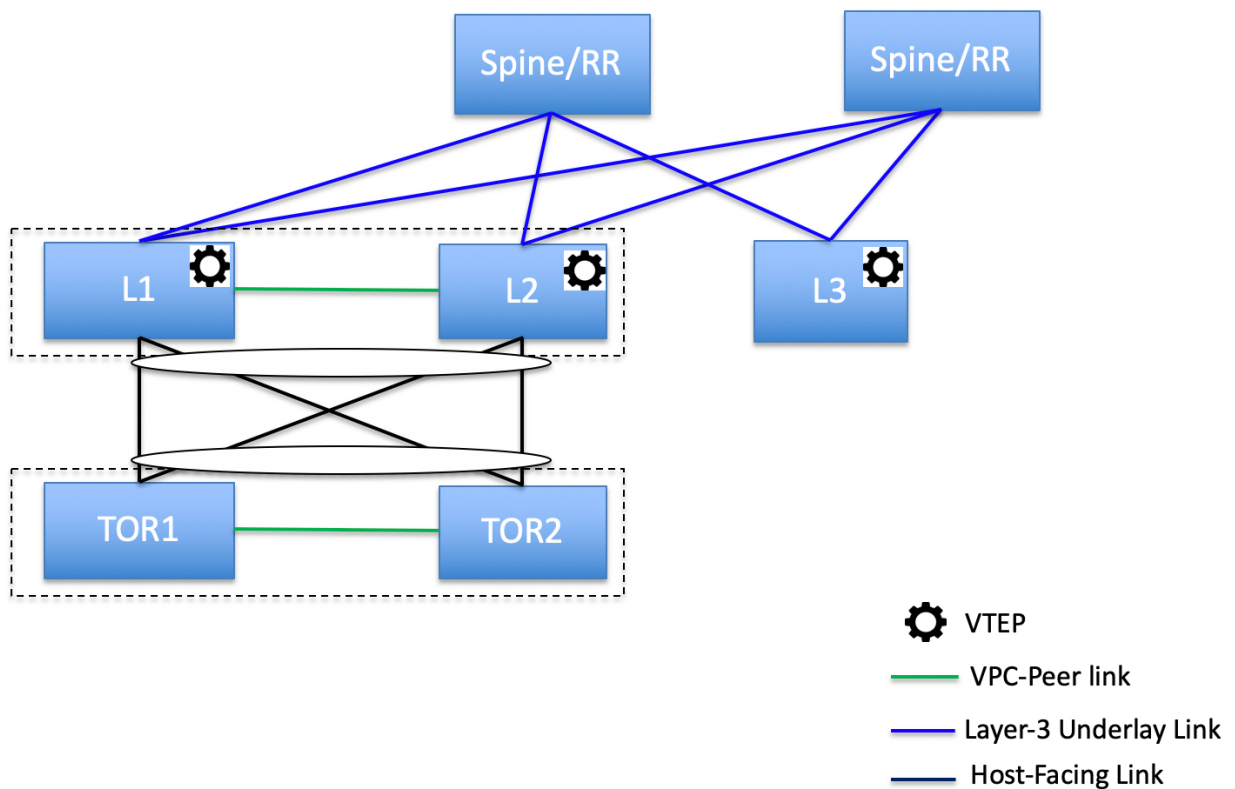 Spine/RR
Spine/RR
L1
L2
L3
TOR1
TOR2
VTEP
VPC-Peer link
Layer-3 Underlay Link
Host-Facing Link